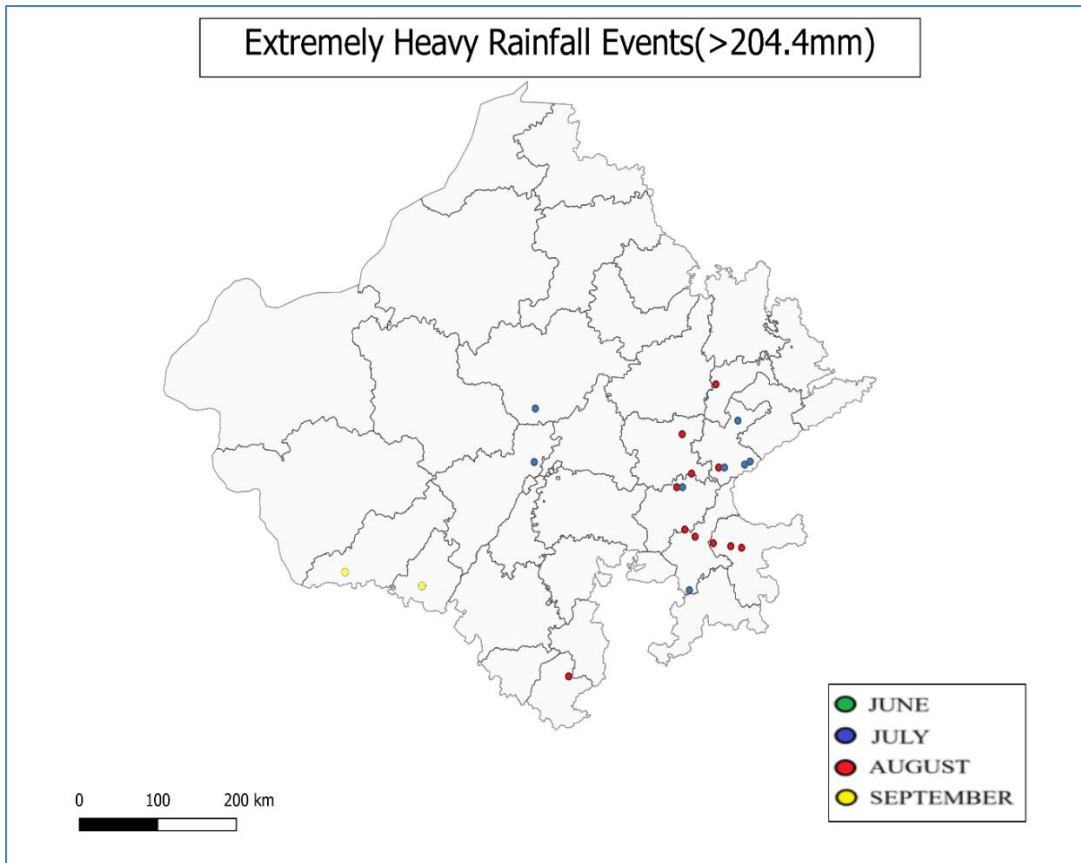 Extremely Heavy Rainfall Events(>204.4mm)
JUNE
JULY
AUGUST
SEPTEMBER
0 100 200 km